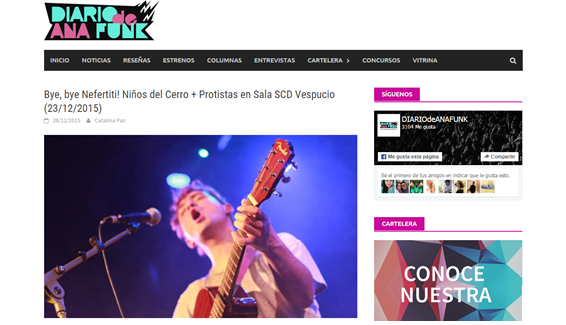 DIARIO de
ANA FUNK
INICIO NOTICIAS RESEÑAS ESTRENOS COLUMNAS ENTREVISTAS CARTELERA CONCURSOS VITRINA
Bye, bye Nefertiti! Niños del Cerro + Protistas en Sala SCD Vespucio
(23/12/2015)
28/12/2015 Catalina Paz
SÍGUENOS
DIARIOdeANAFUNK
3104 Me gusta
Me gusta esta página Compartir
Sé el primero de tus amigos en indicar que le gusta esto.
CARTELERA
CONOCE
NUESTRA